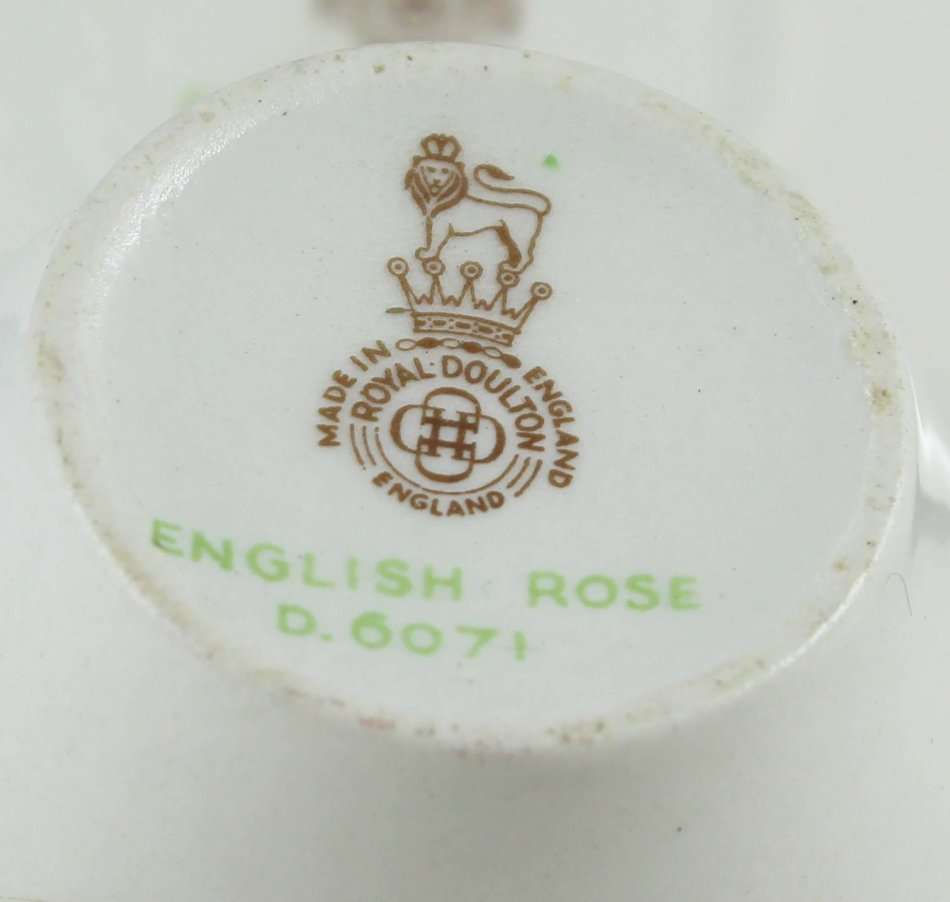 MADE IN ENGLAND
ROYAL·DOULTON
ENGLAND
ENGLISH ROSE
D.6071